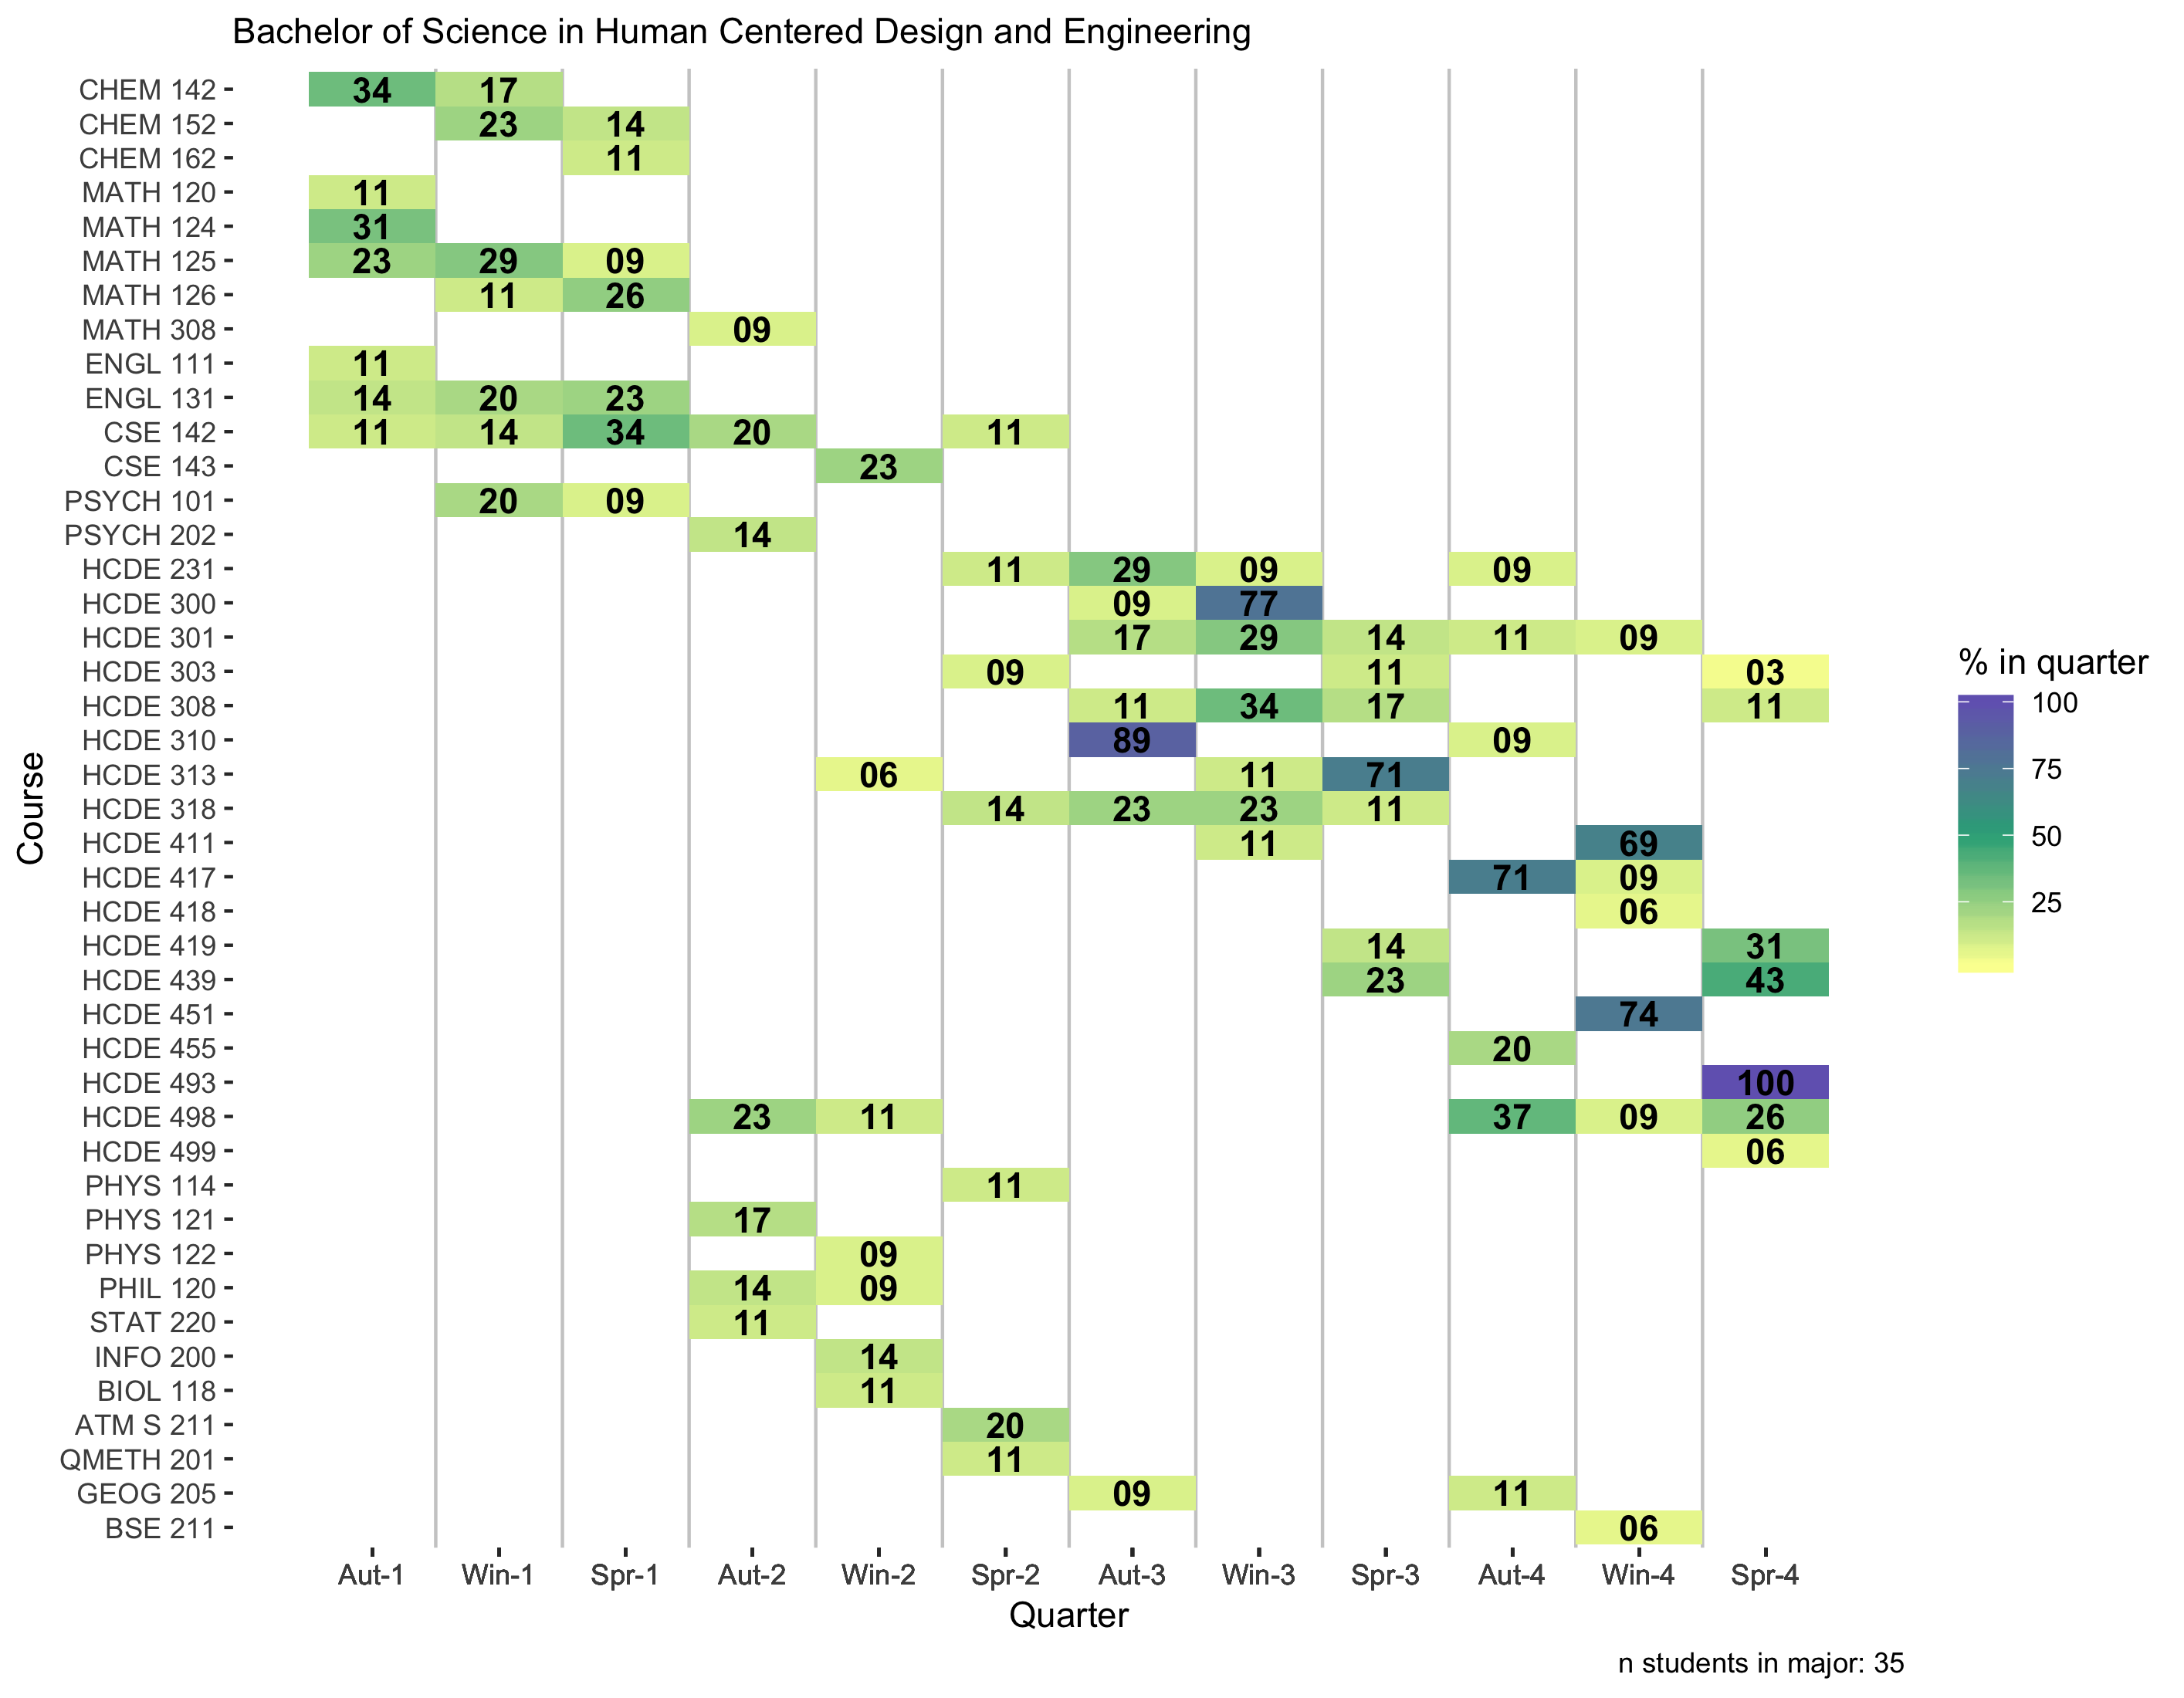 Bachelor of Science in Human Centered Design and Engineering
CHEM 142 34 17
CHEM 152 23 14
CHEM 162 11
MATH 120 11
MATH 124 31
MATH 125 23 29 09
MATH 126 11 26
MATH 308 09
ENGL 111 11
ENGL 131 14 20 23
CSE 142 11 14 34 20 11
CSE 143 23
PSYCH 101 20 09
PSYCH 202 14
HCDE 231 11 29 09 09
HCDE 300 09 77
HCDE 301 17 29 14 11 09
HCDE 303 09 11 03
HCDE 308 11 34 17 11
HCDE 310 89 09
HCDE 313 06 11 71
HCDE 318 14 23 23 11
HCDE 411 11 69
HCDE 417 71 09
HCDE 418 06
HCDE 419 14 31
HCDE 439 23 43
HCDE 451 74
HCDE 455 20
HCDE 493 100
HCDE 498 23 11 37 09 26
HCDE 499 06
PHYS 114 11
PHYS 121 17
PHYS 122 09
PHIL 120 14 09
STAT 220 11
INFO 200 14
BIOL 118 11
ATM S 211 20
QMETH 201 11
GEOG 205 09 11
BSE 211 06
Aut-1 Win-1 Spr-1 Aut-2 Win-2 Spr-2 Aut-3 Win-3 Spr-3 Aut-4 Win-4 Spr-4
Quarter
Course
% in quarter
100
75
50
25
n students in major: 35